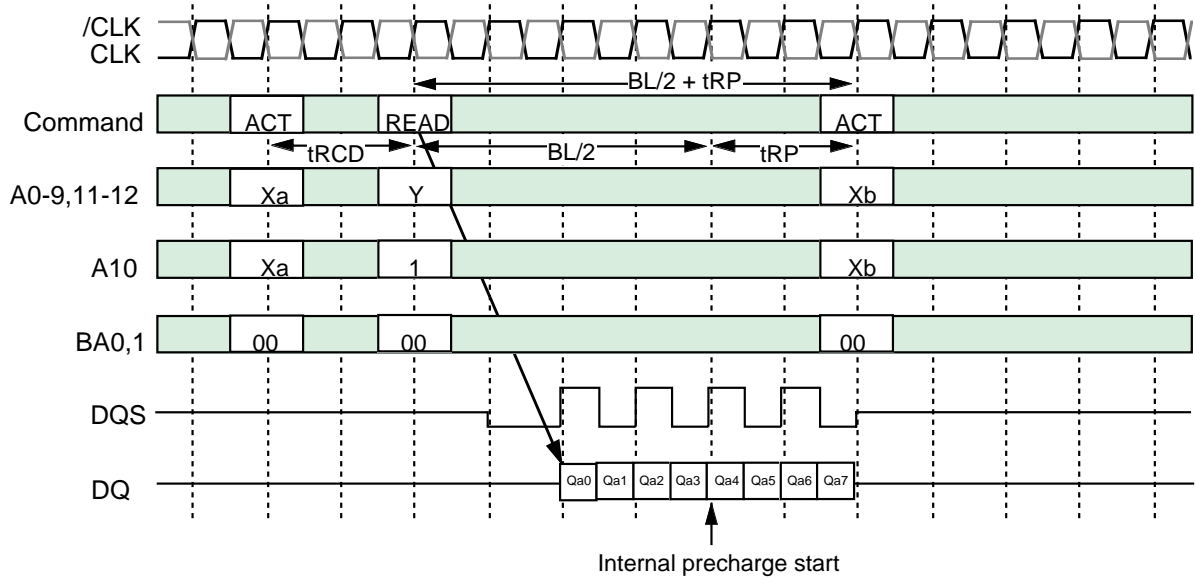 /CLK
CLK
BL/2 + tRP
Command
ACT
READ
ACT
tRCD
BL/2
tRP
A0-9,11-12
Xa
Y
Xb
A10
Xa
1
Xb
BA0,1
00
00
00
DQS
DQ
Qa0
Qa1
Qa2
Qa3
Qa4
Qa5
Qa6
Qa7
Internal precharge start